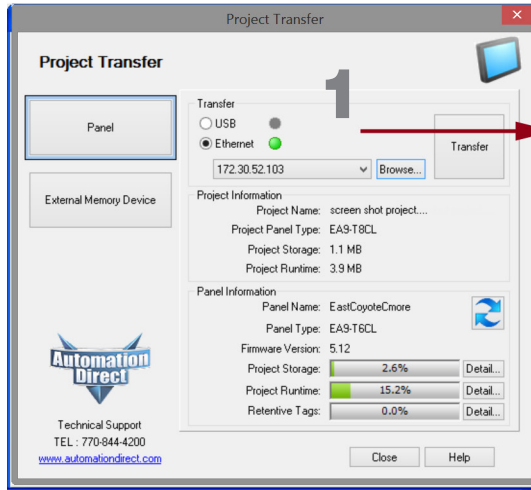 Project Transfer
Project Transfer
1
Panel
External Memory Device
Transfer
USB
Ethernet
172.30.52.103
Browse...
Transfer
Project Information
Project Name: screen shot project....
Project Panel Type: EA9-T8CL
Project Storage: 1.1 MB
Project Runtime: 3.9 MB
Panel Information
Panel Name: EastCoyoteCmore
Panel Type: EA9-T6CL
Firmware Version: 5.12
Project Storage: 2.6% Detail...
Project Runtime: 15.2% Detail...
Retentive Tags: 0.0% Detail...
Automation
Direct
Technical Support
TEL : 770-844-4200
www.automationdirect.com
Close
Help